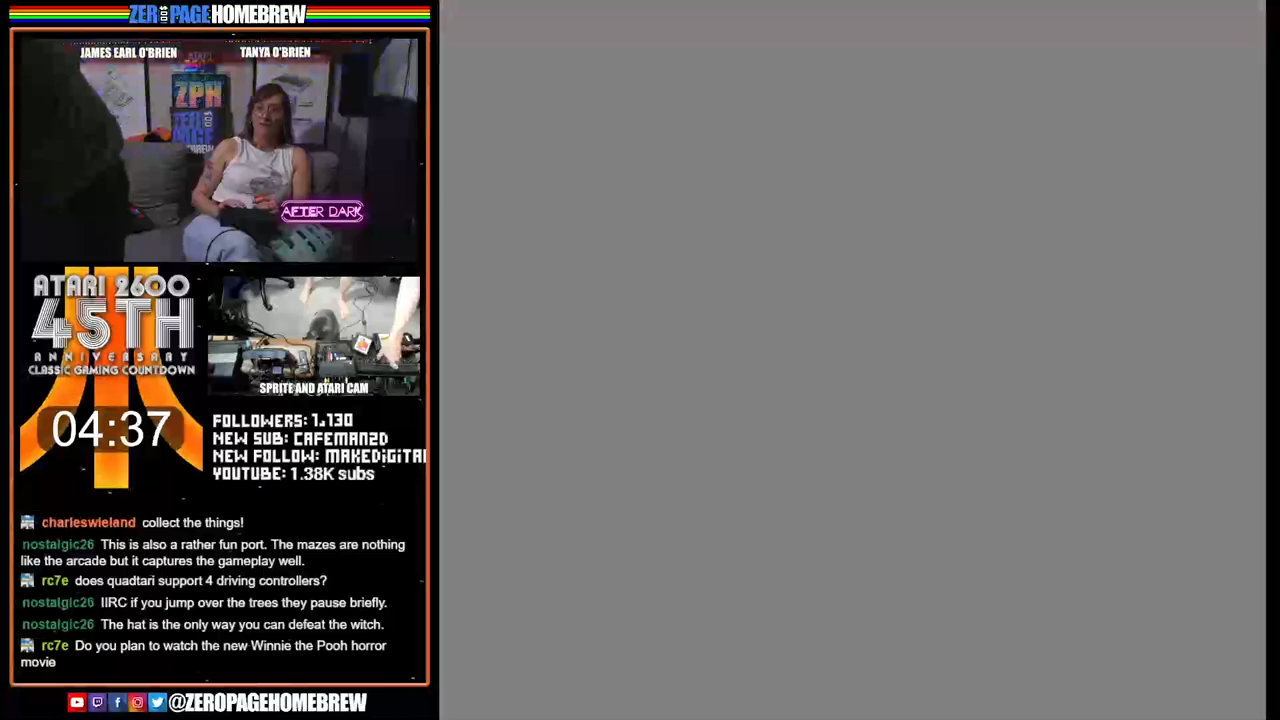 ZER PAGE HOMEBREW
JAMES EARL O'BRIEN
TANYA O'BRIEN
ZPH
AFTER DARK
ATARI 2600
45TH
ANNIVERSARY
CLASSIC GAMING COUNTDOWN
04:37
SPRITE AND ATARI CAM
FOLLOWERS: 1.130
NEW SUB: CAFEMAN2D
NEW FOLLOW: MAKEDIGITAL
YOUTUBE: 1.38K subs
charleswieland collect the things!
nostalgic26 This is also a rather fun port. The mazes are nothing
like the arcade but it captures the gameplay well.
rc7e does quadtari support 4 driving controllers?
nostalgic26 IIRC if you jump over the trees they pause briefly.
nostalgic26 The hat is the only way you can defeat the witch.
rc7e Do you plan to watch the new Winnie the Pooh horror
movie
@ZEROPAGEHOMEBREW